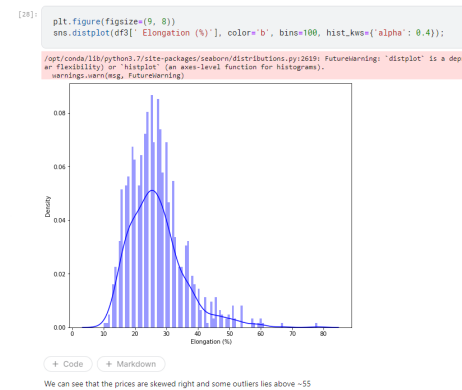 [28]:
plt.figure(figsize=(9, 8))
sns.distplot(df3[' Elongation (%)'], color='b', bins=100, hist_kws={'alpha': 0.4});
/opt/conda/lib/python3.7/site-packages/seaborn/distributions.py:2619: FutureWarning: `distplot` is a dep
ar flexibility) or `histplot` (an axes-level function for histograms).
warnings.warn(msg, FutureWarning)
0.08
0.06
Density
0.04
0.02
0.00
0 10 20 30 40 50 60 70 80
Elongation (%)
+ Code + Markdown
We can see that the prices are skewed right and some outliers lies above ~55